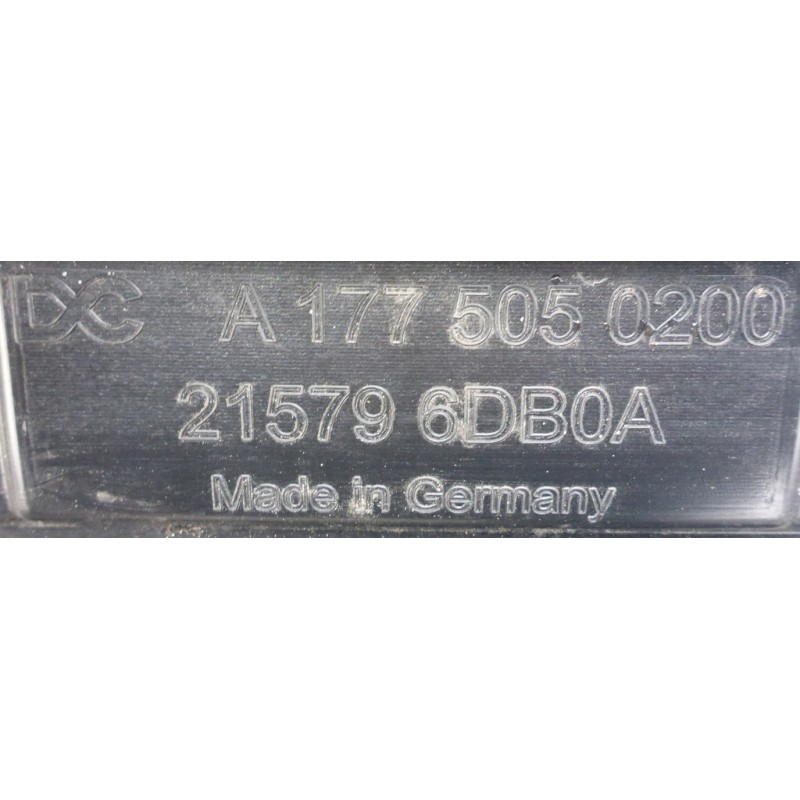 DC A 177 505 0200
21579 6DB0A
Made in Germany